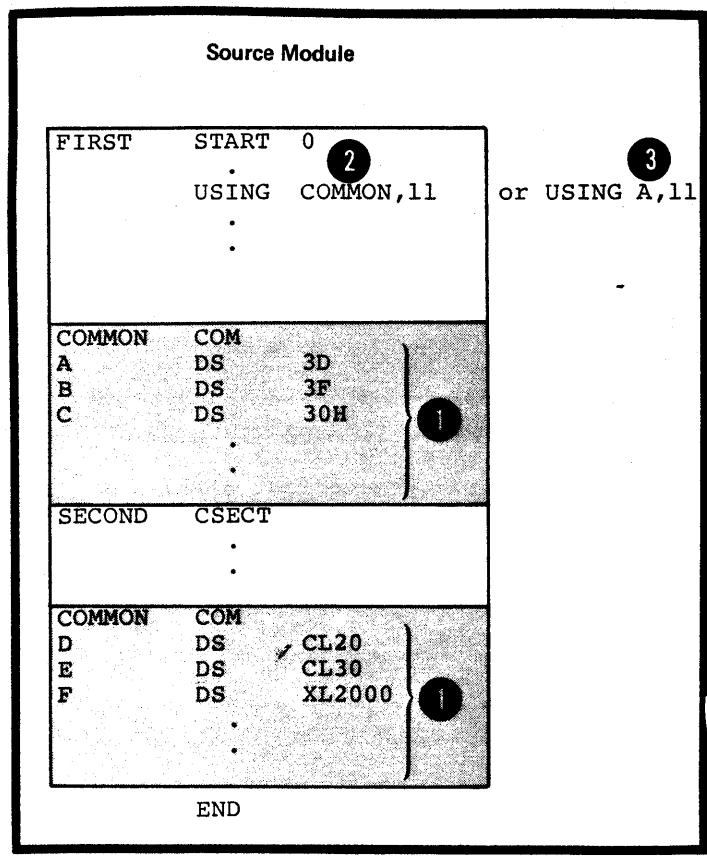 Source Module
FIRST START 0
.
2 3
USING COMMON,11 or USING A,11
.
.
COMMON COM
A DS 3D
B DS 3F
C DS 30H
1
.
.
SECOND CSECT
.
.
COMMON COM
D DS CL20
E DS CL30
F DS XL2000
1
.
.
END